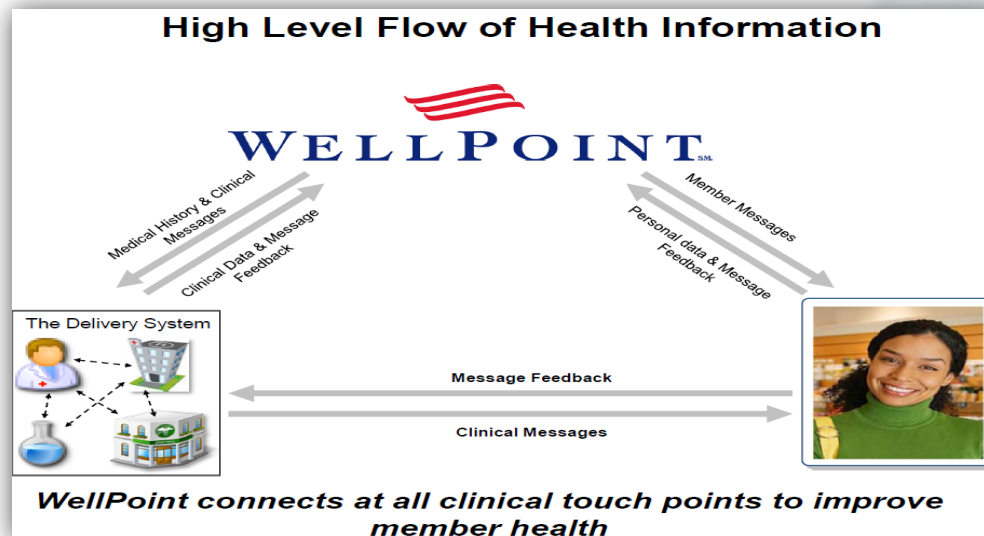 High Level Flow of Health Information
WELLPOINT SM
Medical History & Clinical
Messages
Clinical Data & Message
Feedback
Member Messages
Personal data & Message
Feedback
The Delivery System
Message Feedback
Clinical Messages
WellPoint connects at all clinical touch points to improve
member health